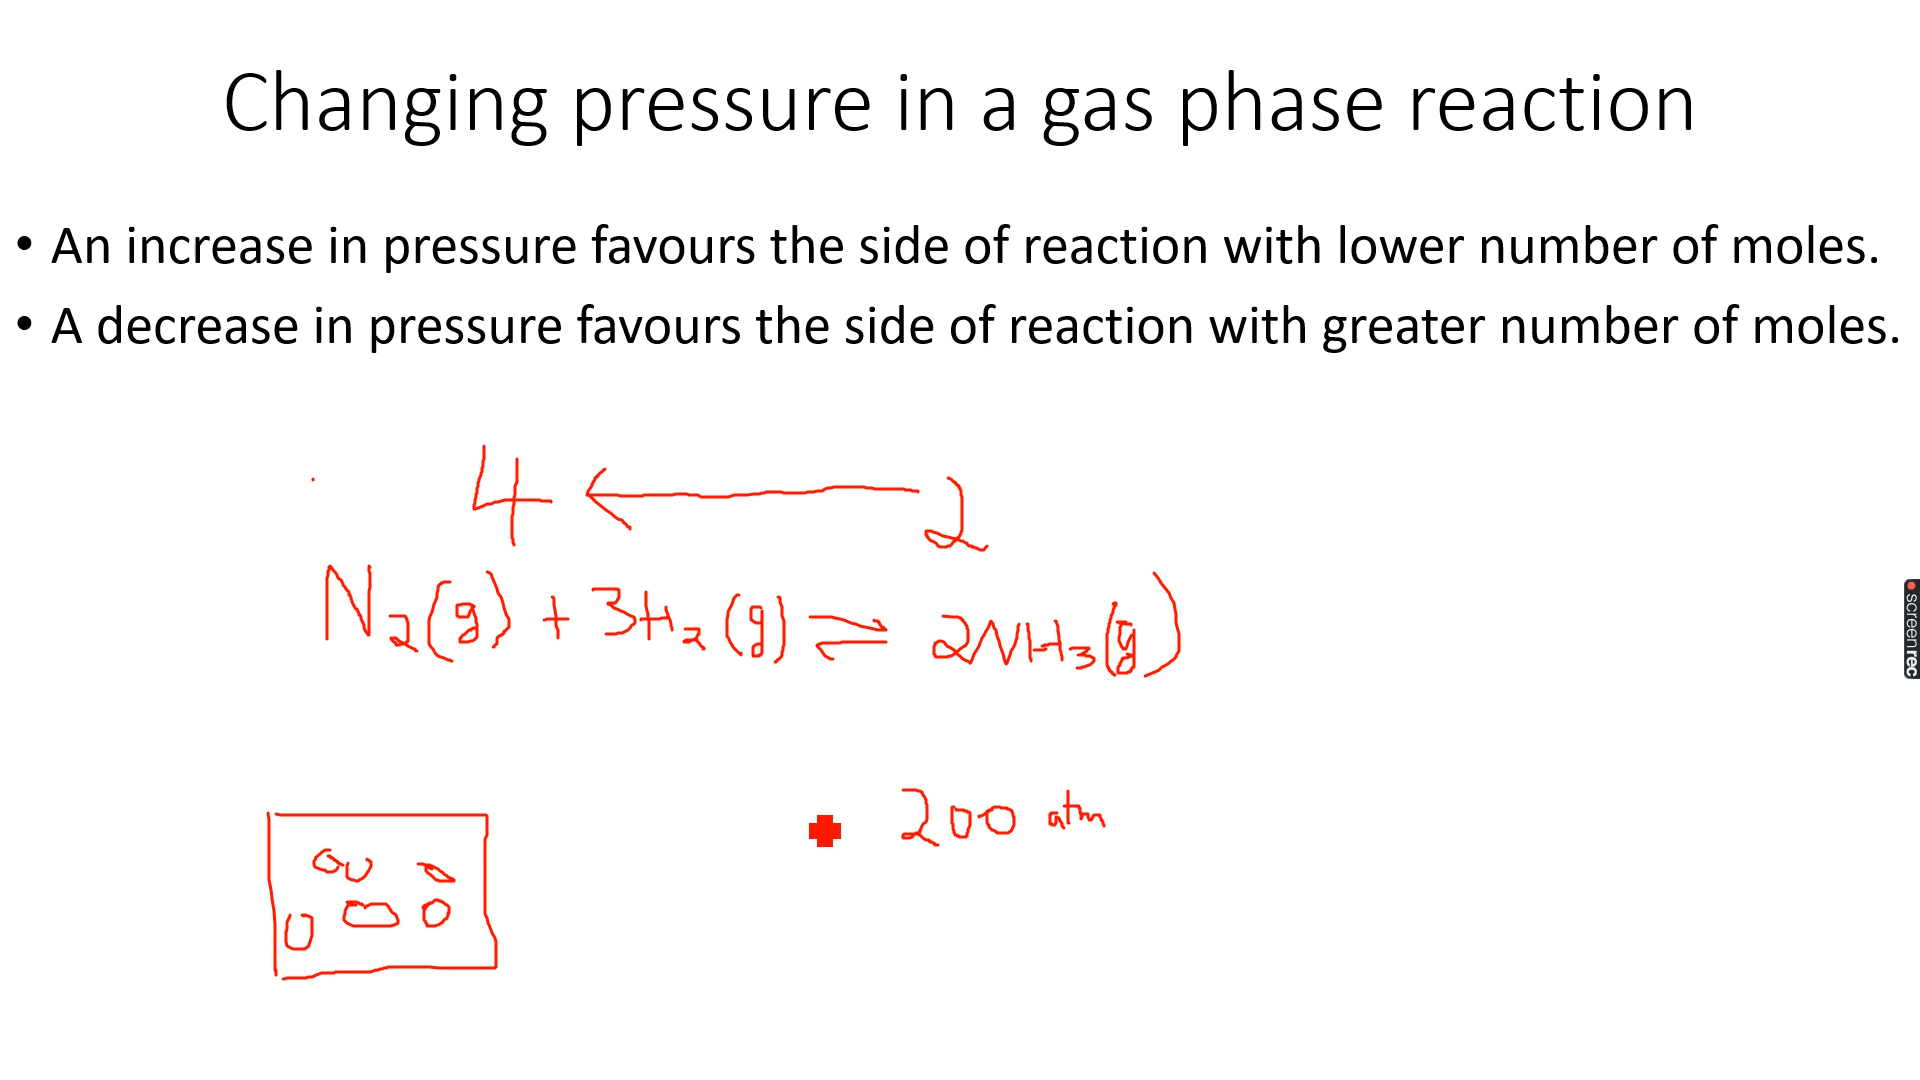 Changing pressure in a gas phase reaction
• An increase in pressure favours the side of reaction with lower number of moles.
• A decrease in pressure favours the side of reaction with greater number of moles.
4 ← 2
N₂(g) + 3H₂(g) ⇌ 2NH₃(g)
200 atm
screenrec